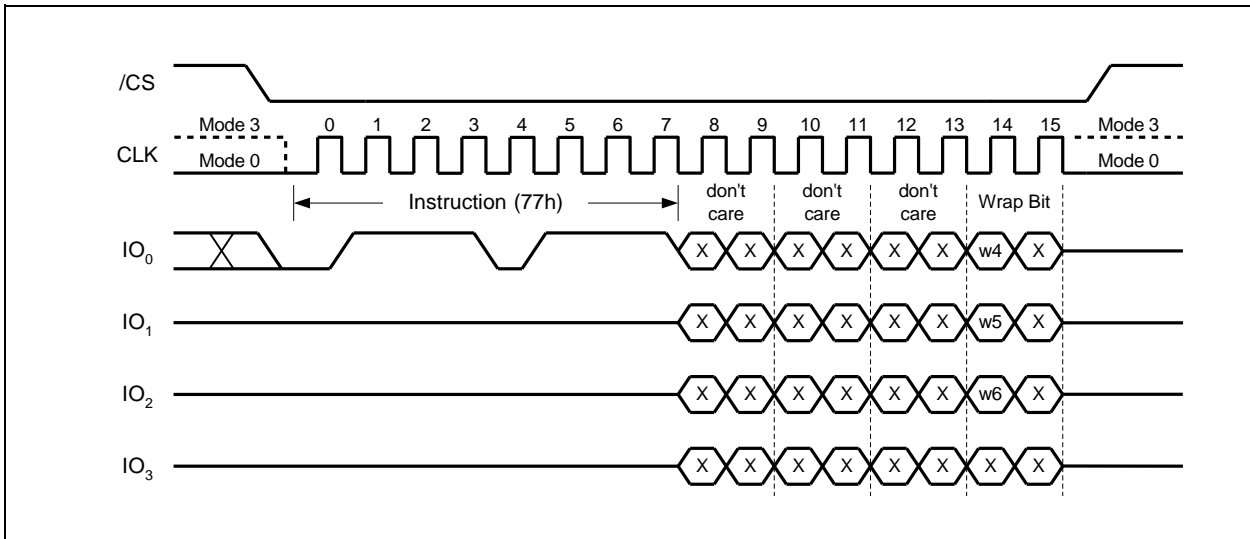 /CS
Mode 3 0 1 2 3 4 5 6 7 8 9 10 11 12 13 14 15 Mode 3
CLK
Mode 0 Mode 0
Instruction (77h) don't care don't care don't care Wrap Bit
IO0 X X X X X X w4 X
IO1 X X X X X X w5 X
IO2 X X X X X X w6 X
IO3 X X X X X X X X